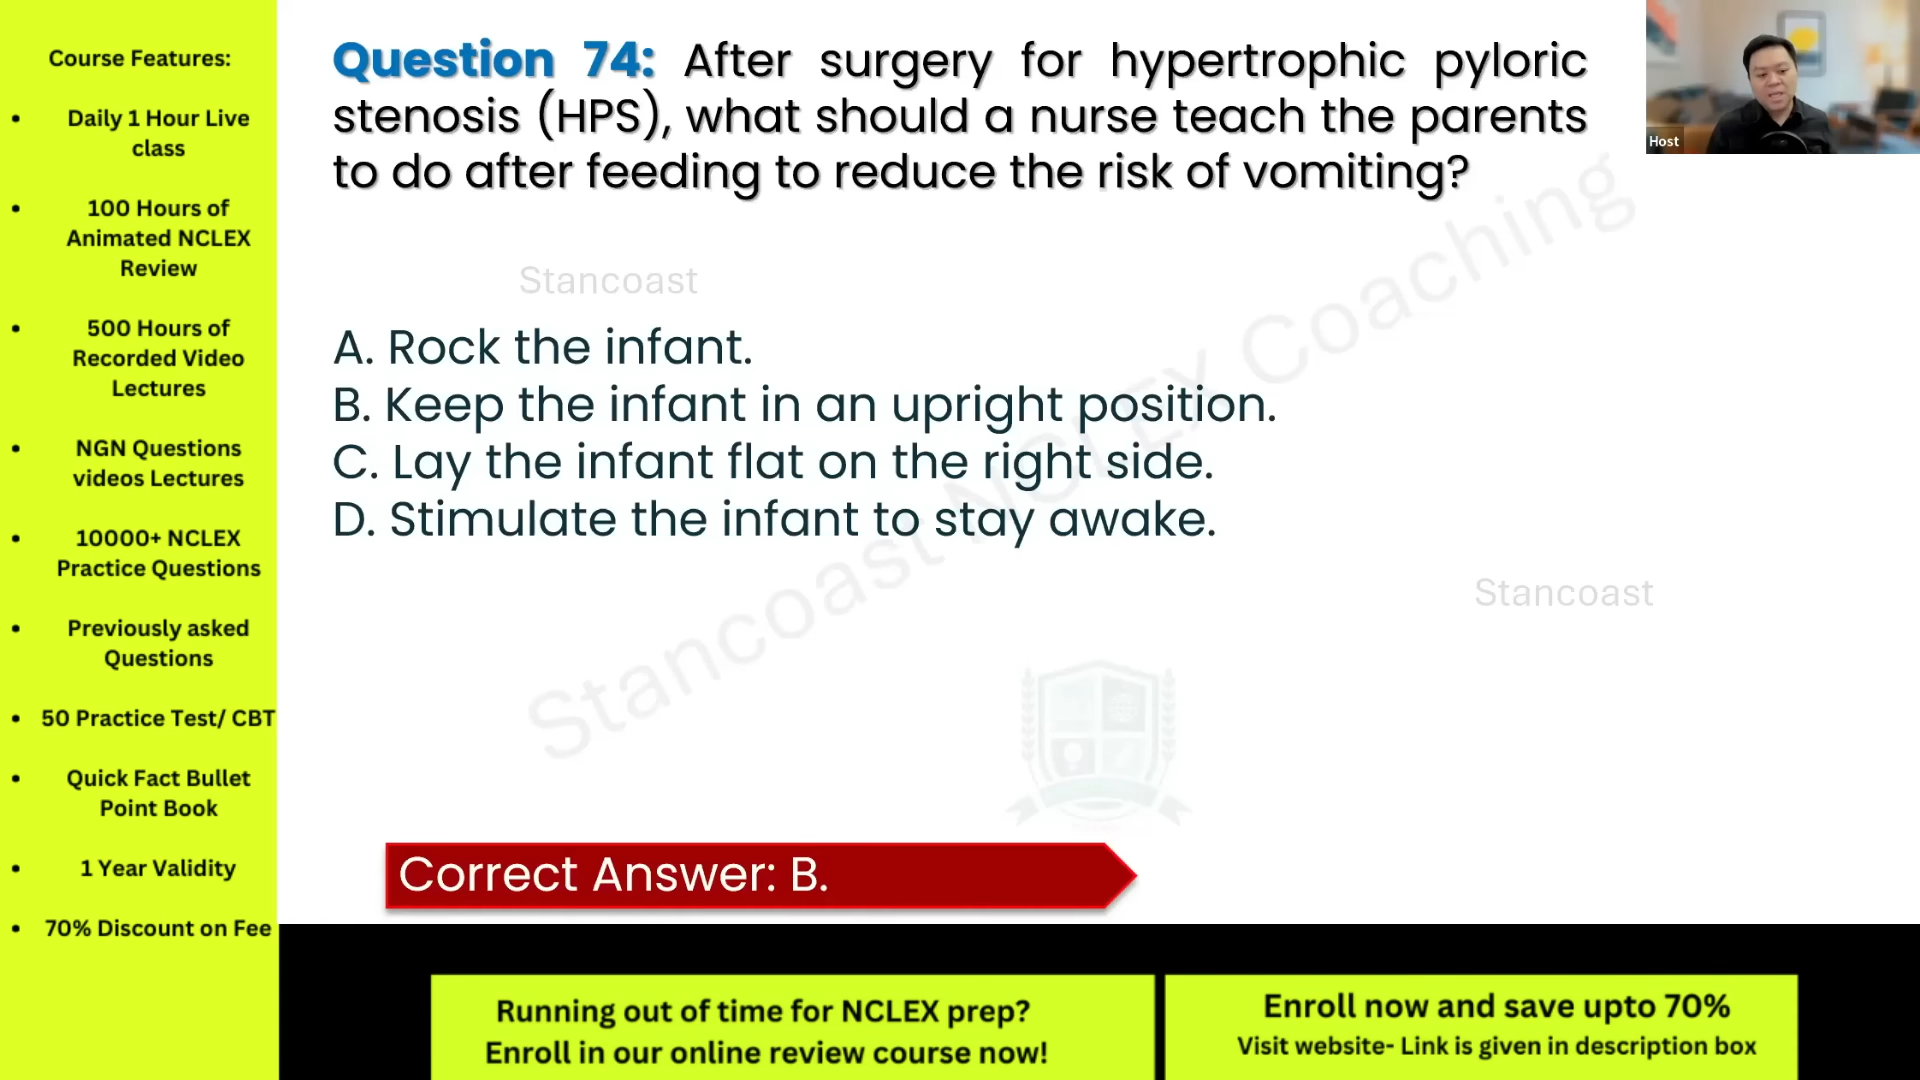 Course Features:
• Daily 1 Hour Live
class
• 100 Hours of
Animated NCLEX
Review
• 500 Hours of
Recorded Video
Lectures
• NGN Questions
videos Lectures
• 10000+ NCLEX
Practice Questions
• Previously asked
Questions
• 50 Practice Test/ CBT
• Quick Fact Bullet
Point Book
• 1 Year Validity
• 70% Discount on Fee
Question 74: After surgery for hypertrophic pyloric
stenosis (HPS), what should a nurse teach the parents
to do after feeding to reduce the risk of vomiting?
Host
Stancoast
A. Rock the infant.
B. Keep the infant in an upright position.
C. Lay the infant flat on the right side.
D. Stimulate the infant to stay awake.
Stancoast
Stancoast NCLEX Coaching
Correct Answer: B.
Running out of time for NCLEX prep?
Enroll in our online review course now!
Enroll now and save upto 70%
Visit website- Link is given in description box